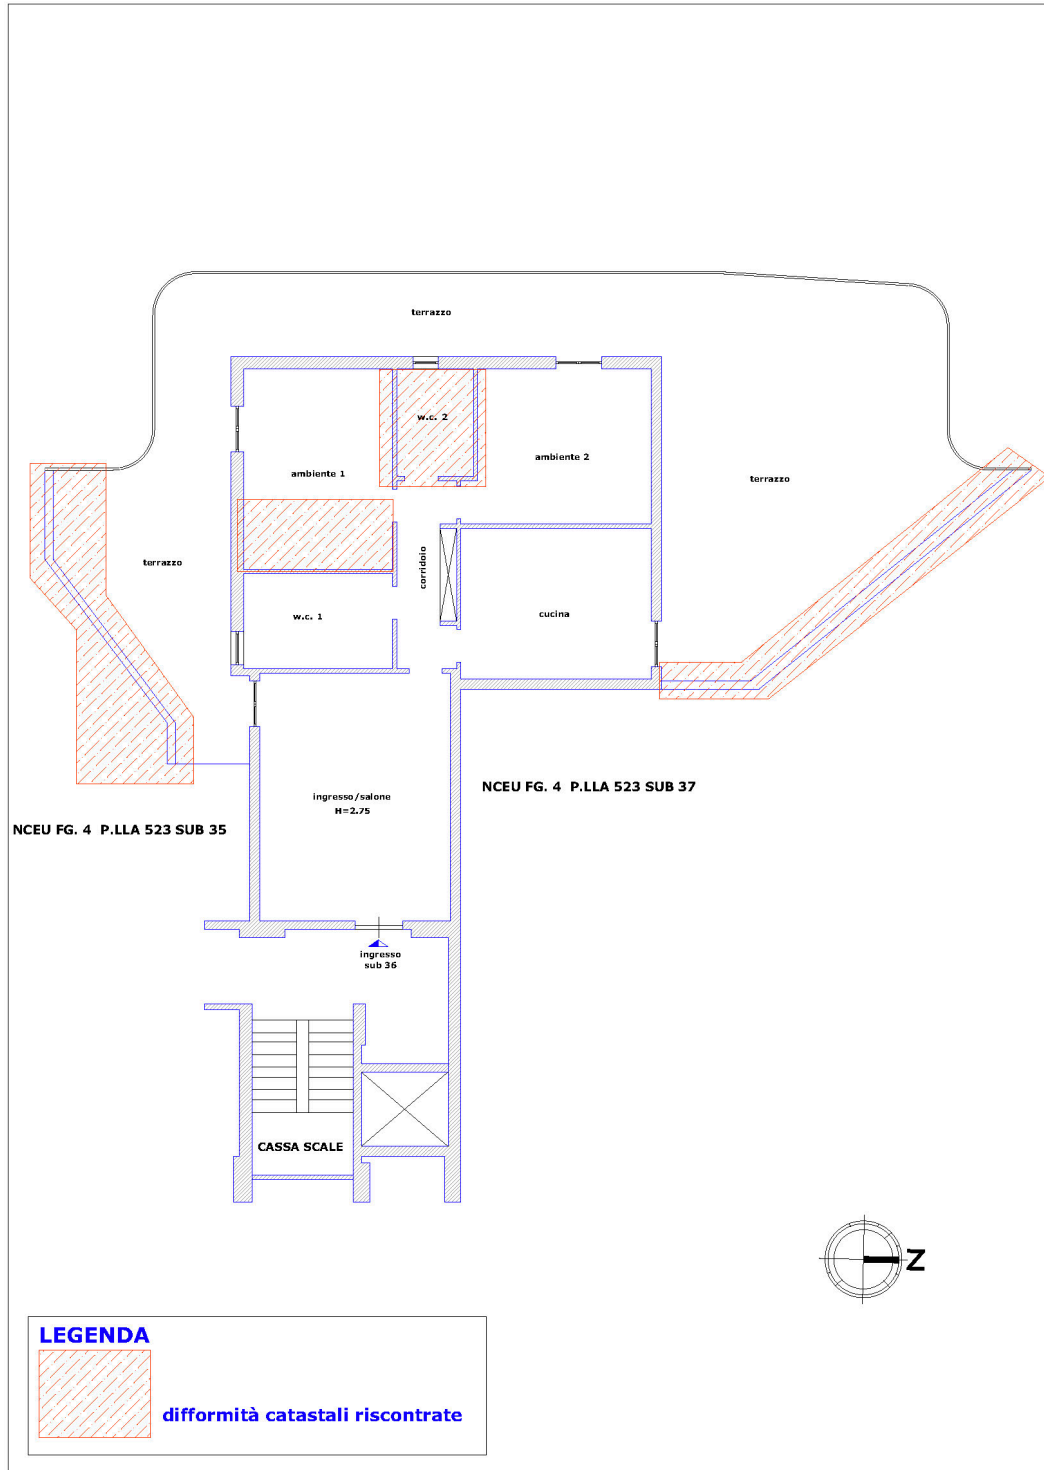 terrazzo
w.c. 2
ambiente 1
ambiente 2
terrazzo
terrazzo
corridoio
w.c. 1
cucina
ingresso/salone
H=2.75
NCEU FG. 4 P.LLA 523 SUB 37
NCEU FG. 4 P.LLA 523 SUB 35
ingresso
sub 36
CASSA SCALE
N
LEGENDA
difformità catastali riscontrate